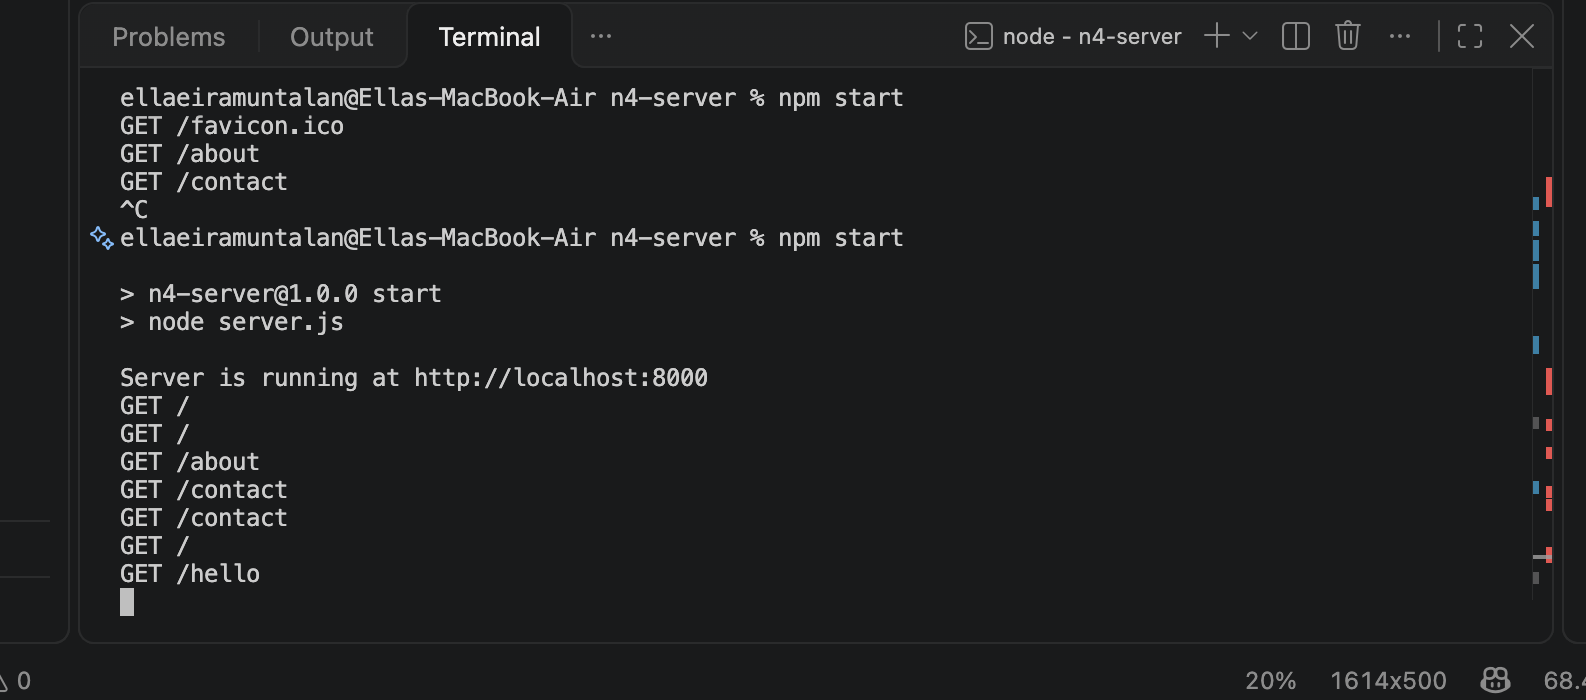 Problems Output Terminal ··· node - n4-server ···
ellaeiramuntalan@Ellas-MacBook-Air n4-server % npm start
GET /favicon.ico
GET /about
GET /contact
^C
ellaeiramuntalan@Ellas-MacBook-Air n4-server % npm start
> n4-server@1.0.0 start
> node server.js
Server is running at http://localhost:8000
GET /
GET /
GET /about
GET /contact
GET /contact
GET /
GET /hello
0 20% 1614x500